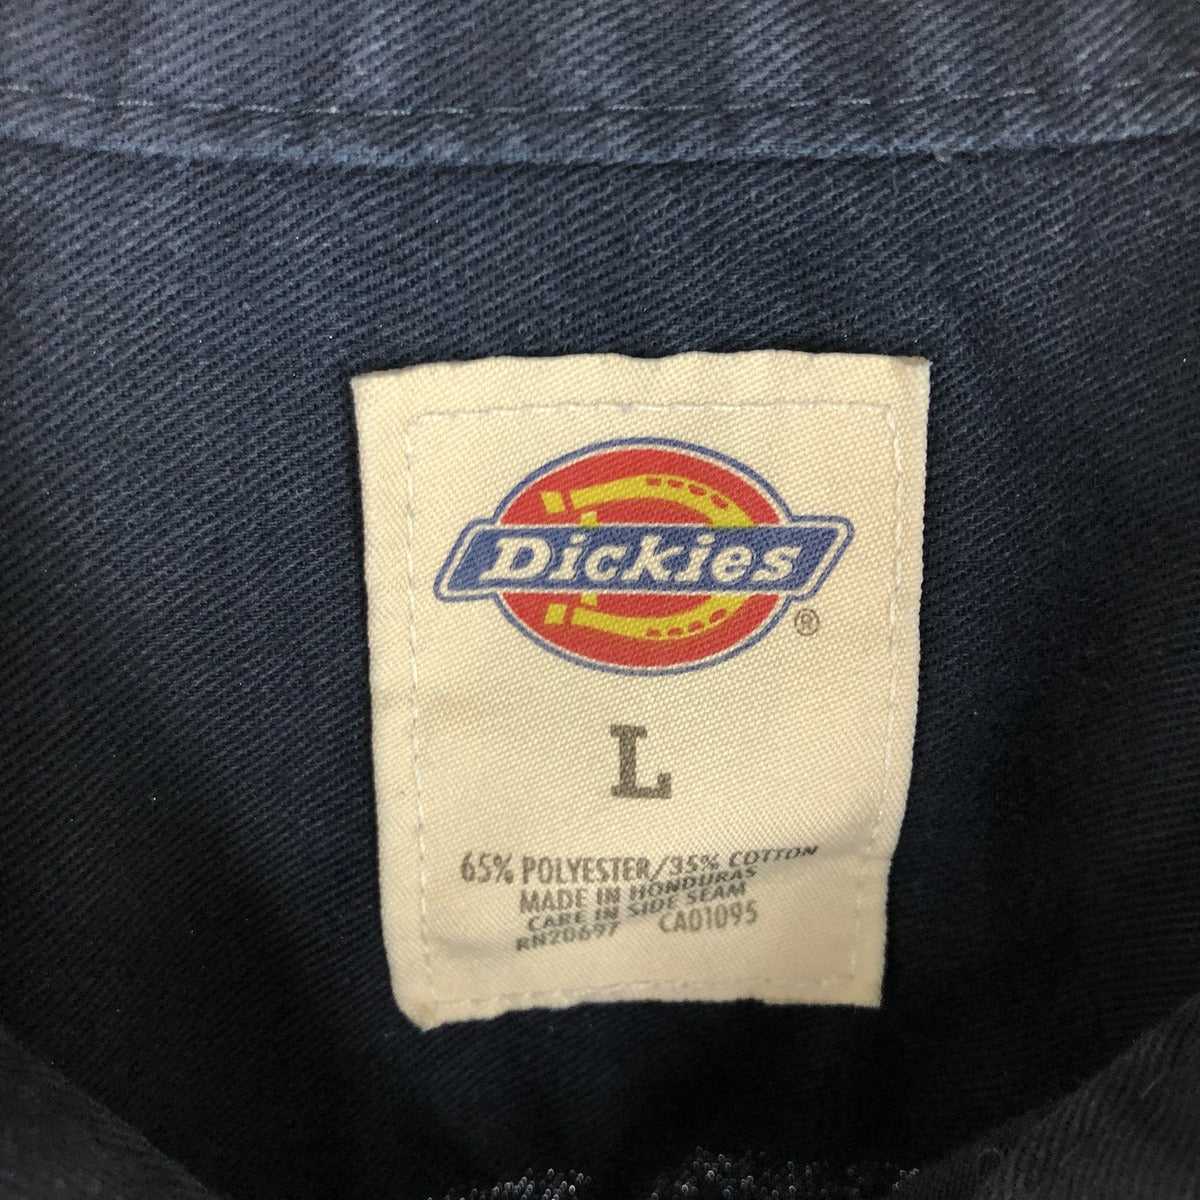 Dickies
®
L
65% POLYESTER/35% COTTON
MADE IN HONDURAS
CARE IN SIDE SEAM
RN20697 CA01095